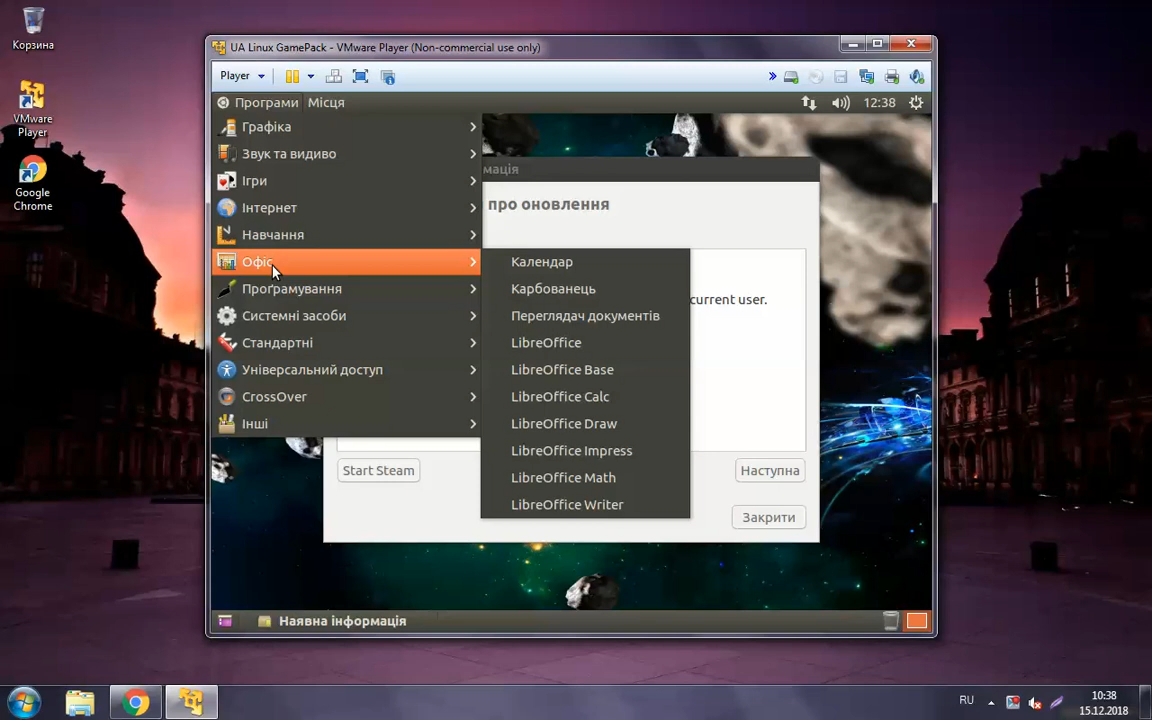 Корзина
VMware
Player
Google
Chrome
UA Linux GamePack - VMware Player (Non-commercial use only)
Player
Програми Місця
12:38
Графіка
Звук та видиво
Ігри
Інтернет
Навчання
Офіс
Проґрамування
Системні засоби
Стандартні
Універсальний доступ
CrossOver
Інші
Календар
Карбованець
Переглядач документів
LibreOffice
LibreOffice Base
LibreOffice Calc
LibreOffice Draw
LibreOffice Impress
LibreOffice Math
LibreOffice Writer
мація
про оновлення
current user.
Start Steam
Наступна
Закрити
Наявна інформація
RU
10:38
15.12.2018